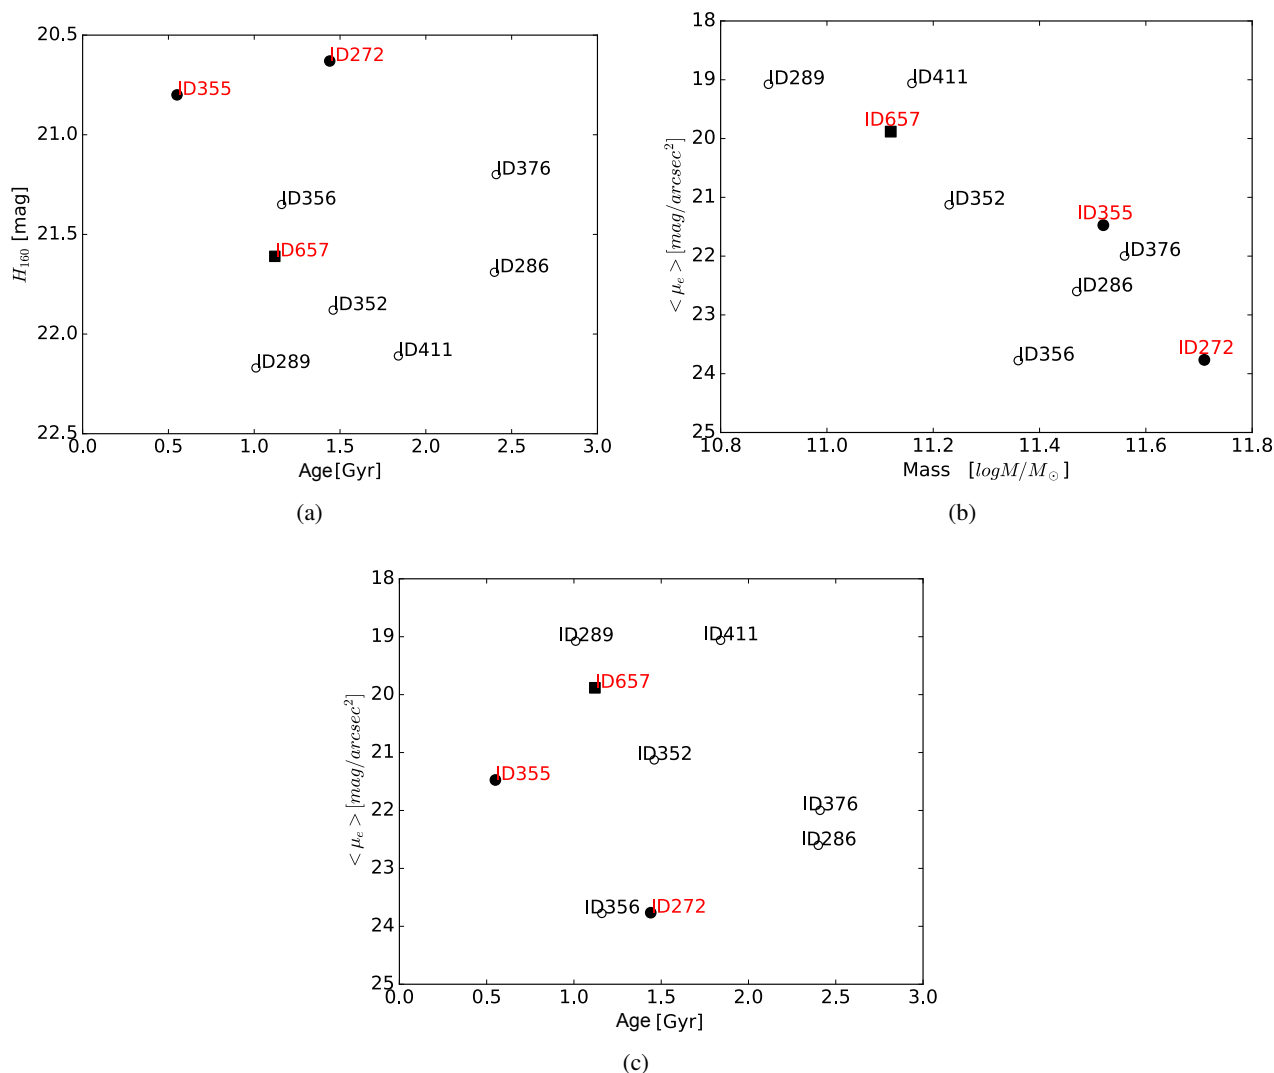 20.5
21.0
21.5
22.0
22.5
H160 [mag]
ID272
ID355
ID376
ID356
ID657
ID286
ID352
ID411
ID289
0.0 0.5 1.0 1.5 2.0 2.5 3.0
Age[Gyr]
(a)
18
19
20
21
22
23
24
25
< μe > [mag/arcsec²]
ID289 ID411
ID657
ID352
ID355
ID376
ID286
ID356 ID272
10.8 11.0 11.2 11.4 11.6 11.8
Mass [logM/M⊙]
(b)
18
19
20
21
22
23
24
25
< μe > [mag/arcsec²]
ID289 ID411
ID657
ID352
ID355
ID376
ID286
ID356 ID272
0.0 0.5 1.0 1.5 2.0 2.5 3.0
Age[Gyr]
(c)